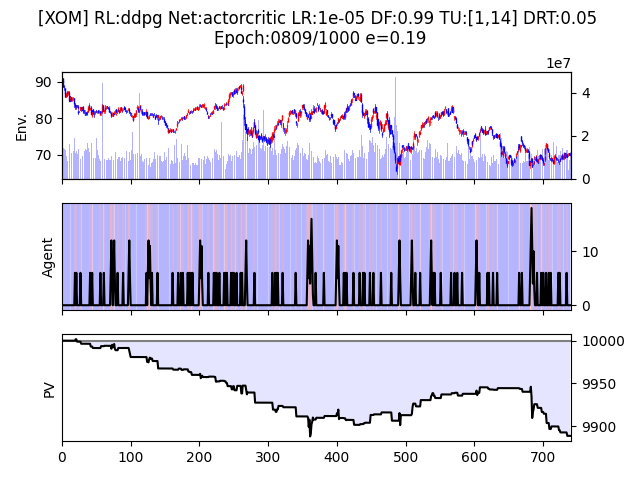 [XOM] RL:ddpg Net:actorcritic LR:1e-05 DF:0.99 TU:[1,14] DRT:0.05
Epoch:0809/1000 e=0.19
1e7
90
80
70
Env.
4
2
0
Agent
10
0
PV
10000
9950
9900
0 100 200 300 400 500 600 700